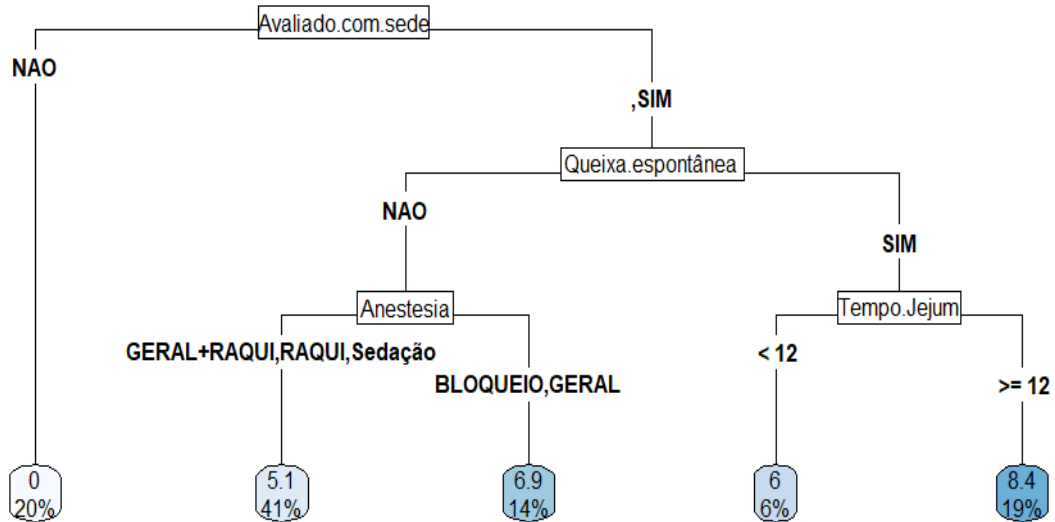 Avaliado.com.sede
NAO
,SIM
Queixa.espontânea
NAO
SIM
Anestesia
Tempo.Jejum
GERAL+RAQUI,RAQUI,Sedação
< 12
BLOQUEIO,GERAL
>= 12
0
20%
5.1
41%
6.9
14%
6
6%
8.4
19%